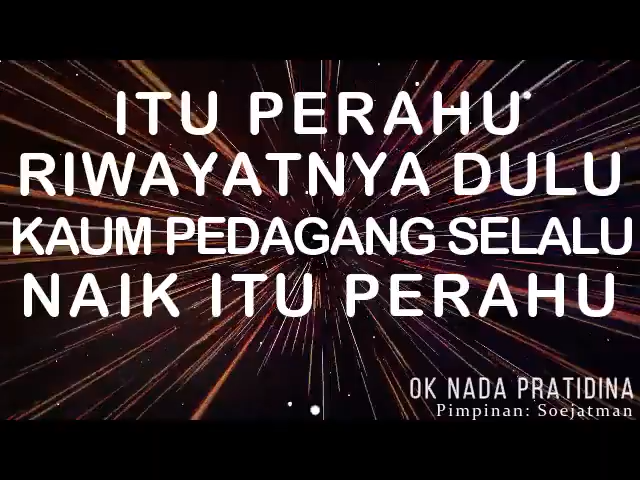 ITU PERAHU
RIWAYATNYA DULU
KAUM PEDAGANG SELALU
NAIK ITU PERAHU
OK NADA PRATIDINA
Pimpinan: Soejatman